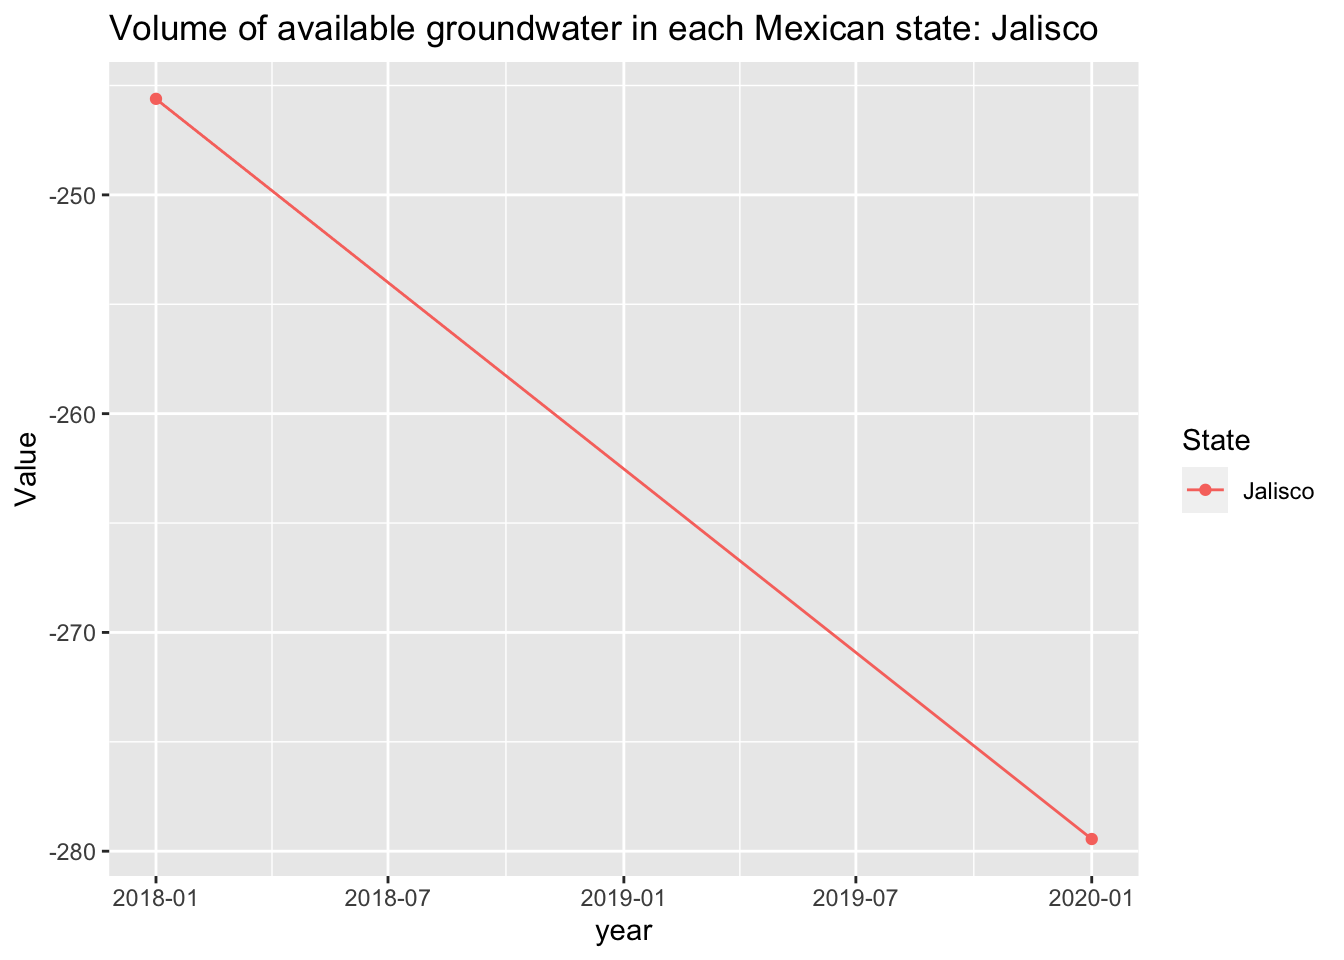 Volume of available groundwater in each Mexican state: Jalisco
Value
-250
-260
-270
-280
2018-01
2018-07
2019-01
2019-07
2020-01
year
State
Jalisco